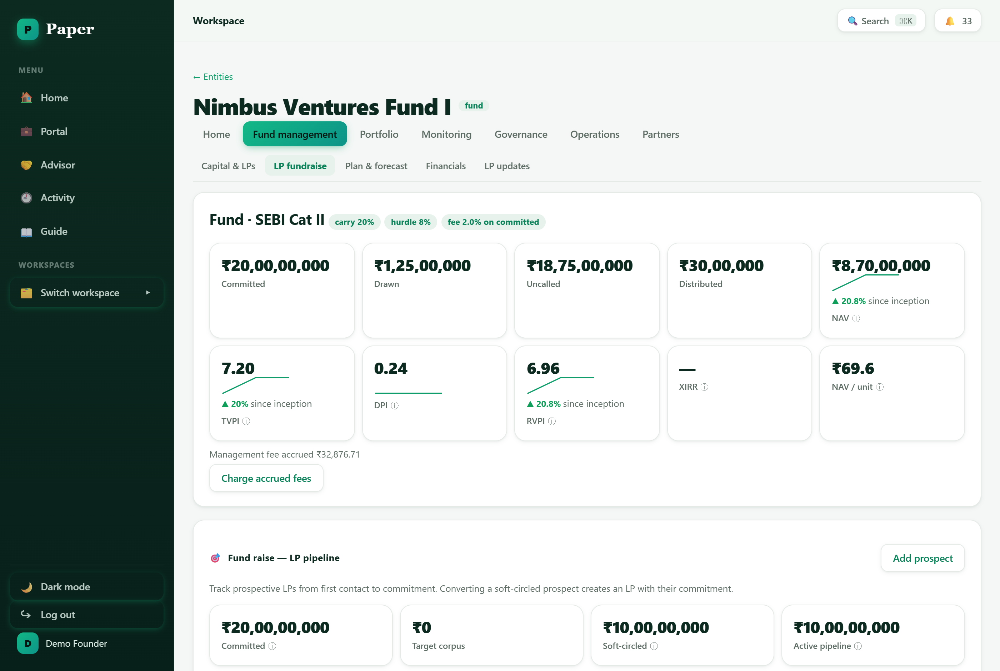 P Paper
MENU
Home
Portal
Advisor
Activity
Guide
WORKSPACES
Switch workspace
Dark mode
Log out
D Demo Founder
Workspace
Search ⌘K
33
← Entities
Nimbus Ventures Fund I fund
Home Fund management Portfolio Monitoring Governance Operations Partners
Capital & LPs LP fundraise Plan & forecast Financials LP updates
Fund · SEBI Cat II carry 20% hurdle 8% fee 2.0% on committed
₹20,00,00,000
Committed
₹1,25,00,000
Drawn
₹18,75,00,000
Uncalled
₹30,00,000
Distributed
₹8,70,00,000
▲ 20.8% since inception
NAV ⓘ
7.20
▲ 20% since inception
TVPI ⓘ
0.24
DPI ⓘ
6.96
▲ 20.8% since inception
RVPI ⓘ
—
XIRR ⓘ
₹69.6
NAV / unit ⓘ
Management fee accrued ₹32,876.71
Charge accrued fees
Fund raise — LP pipeline
Add prospect
Track prospective LPs from first contact to commitment. Converting a soft-circled prospect creates an LP with their commitment.
₹20,00,00,000
Committed ⓘ
₹0
Target corpus
₹10,00,00,000
Soft-circled ⓘ
₹10,00,00,000
Active pipeline ⓘ